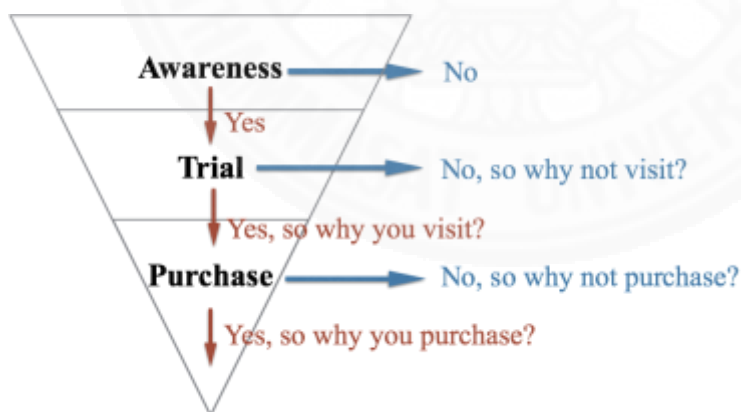 Awareness
No
Yes
Trial
No, so why not visit?
Yes, so why you visit?
Purchase
No, so why not purchase?
Yes, so why you purchase?